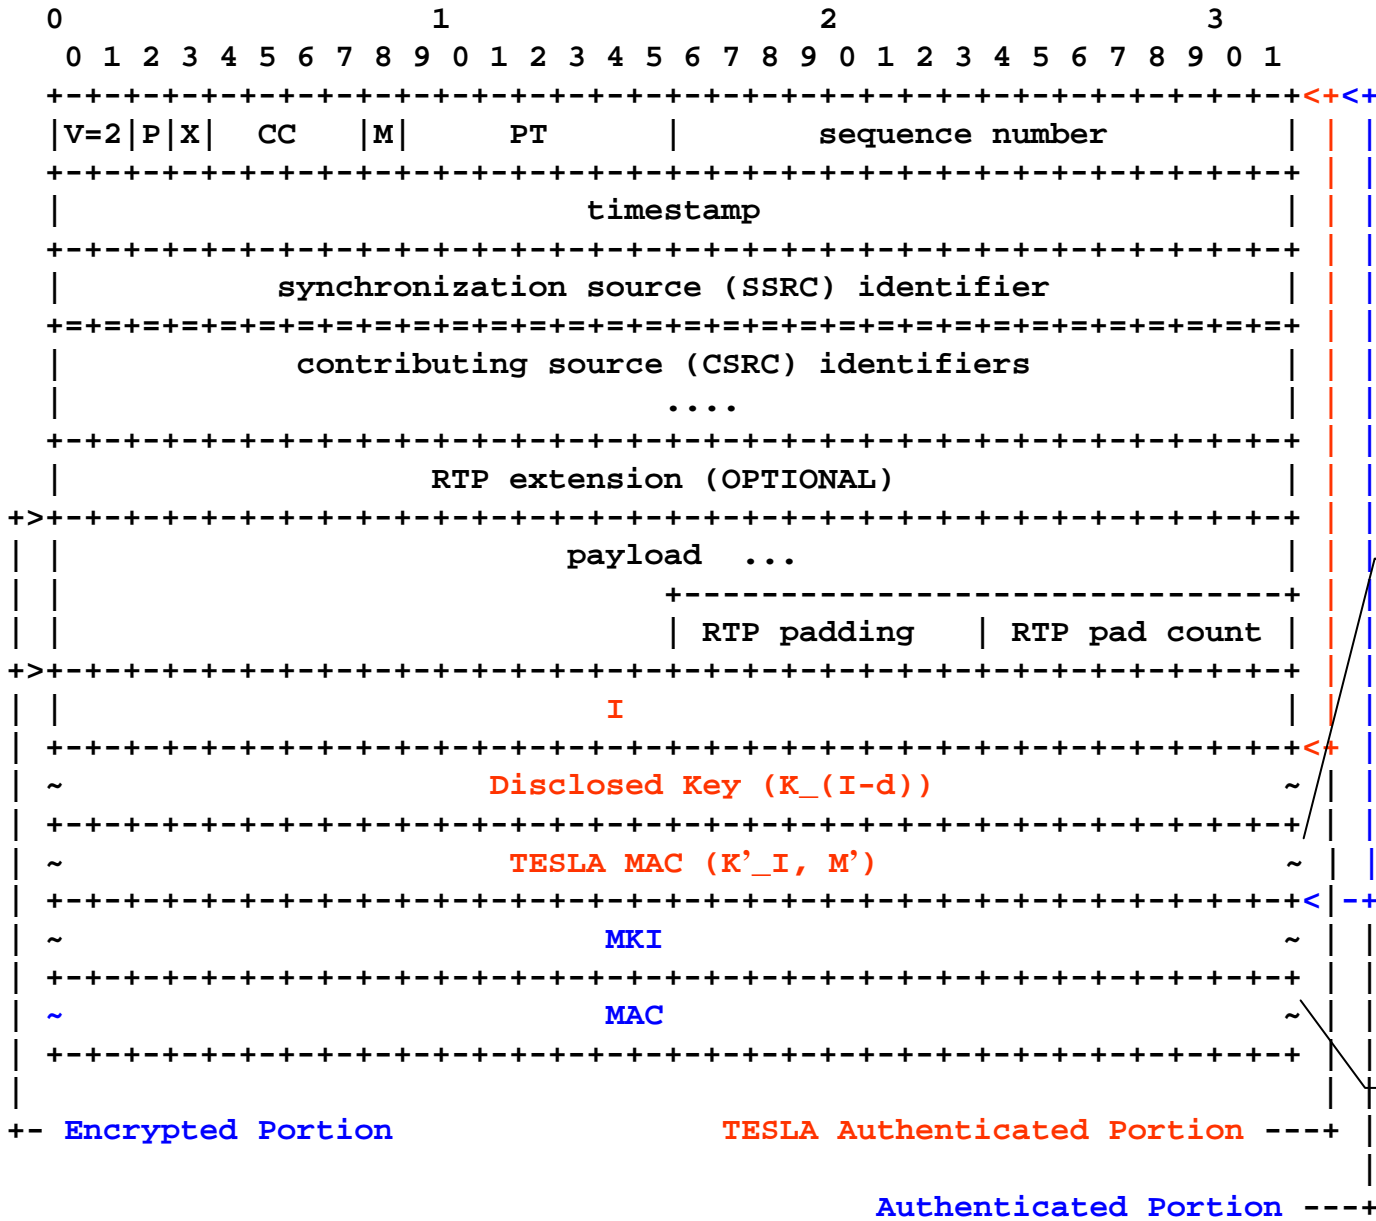 0 1 2 3
0 1 2 3 4 5 6 7 8 9 0 1 2 3 4 5 6 7 8 9 0 1 2 3 4 5 6 7 8 9 0 1
+-+-+-+-+-+-+-+-+-+-+-+-+-+-+-+-+-+-+-+-+-+-+-+-+-+-+-+-+-+-+-+-+<+<+
|V=2|P|X| CC |M| PT | sequence number | | |
+-+-+-+-+-+-+-+-+-+-+-+-+-+-+-+-+-+-+-+-+-+-+-+-+-+-+-+-+-+-+-+-+ | |
| timestamp | | |
+-+-+-+-+-+-+-+-+-+-+-+-+-+-+-+-+-+-+-+-+-+-+-+-+-+-+-+-+-+-+-+-+ | |
| synchronization source (SSRC) identifier | | |
+=+=+=+=+=+=+=+=+=+=+=+=+=+=+=+=+=+=+=+=+=+=+=+=+=+=+=+=+=+=+=+=+ | |
| contributing source (CSRC) identifiers | | |
| .... | | |
+-+-+-+-+-+-+-+-+-+-+-+-+-+-+-+-+-+-+-+-+-+-+-+-+-+-+-+-+-+-+-+-+ | |
| RTP extension (OPTIONAL) | | |
+>+-+-+-+-+-+-+-+-+-+-+-+-+-+-+-+-+-+-+-+-+-+-+-+-+-+-+-+-+-+-+-+-+ | |
| | payload ... | | |
| | +-------------------------------+ | |
| | | RTP padding | RTP pad count | | |
+>+-+-+-+-+-+-+-+-+-+-+-+-+-+-+-+-+-+-+-+-+-+-+-+-+-+-+-+-+-+-+-+-+ | |
| | I | | |
| +-+-+-+-+-+-+-+-+-+-+-+-+-+-+-+-+-+-+-+-+-+-+-+-+-+-+-+-+-+-+-+-+<+ |
| ~ Disclosed Key (K_(I-d)) ~ | |
| +-+-+-+-+-+-+-+-+-+-+-+-+-+-+-+-+-+-+-+-+-+-+-+-+-+-+-+-+-+-+-+-+ | |
| ~ TESLA MAC (K’_I, M’) ~ | |
| +-+-+-+-+-+-+-+-+-+-+-+-+-+-+-+-+-+-+-+-+-+-+-+-+-+-+-+-+-+-+-+-+<|-+
| ~ MKI ~ | |
| +-+-+-+-+-+-+-+-+-+-+-+-+-+-+-+-+-+-+-+-+-+-+-+-+-+-+-+-+-+-+-+-+ | |
| ~ MAC ~ | |
| +-+-+-+-+-+-+-+-+-+-+-+-+-+-+-+-+-+-+-+-+-+-+-+-+-+-+-+-+-+-+-+-+ | |
| | |
+- Encrypted Portion TESLA Authenticated Portion ---+ |
|
Authenticated Portion ---+